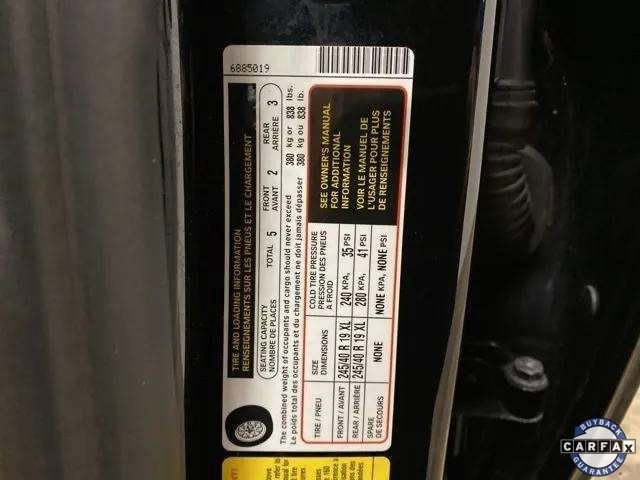 6885019
TIRE AND LOADING INFORMATION
RENSEIGNEMENTS SUR LES PNEUS ET LE CHARGEMENT
SEATING CAPACITY
NOMBRE DE PLACES
TOTAL 5
FRONT
AVANT 2
REAR
ARRIÈRE 3
The combined weight of occupants and cargo should never exceed 380 kg or 838 lbs.
Le poids total des occupants et du chargement ne doit jamais dépasser 380 kg ou 838 lb.
TIRE / PNEU
SIZE
DIMENSIONS
COLD TIRE PRESSURE
PRESSION DES PNEUS
A FROID
FRONT / AVANT 245/40 R 19 XL 240 KPA, 35 PSI
REAR / ARRIÈRE 245/40 R 19 XL 280 KPA, 41 PSI
SPARE
DE SECOURS
NONE NONE KPA, NONE PSI
SEE OWNER'S MANUAL
FOR ADDITIONAL
INFORMATION
VOIR LE MANUEL DE
L'USAGER POUR PLUS
DE RENSEIGNEMENTS
BUYBACK
CARFAX
GUARANTEE